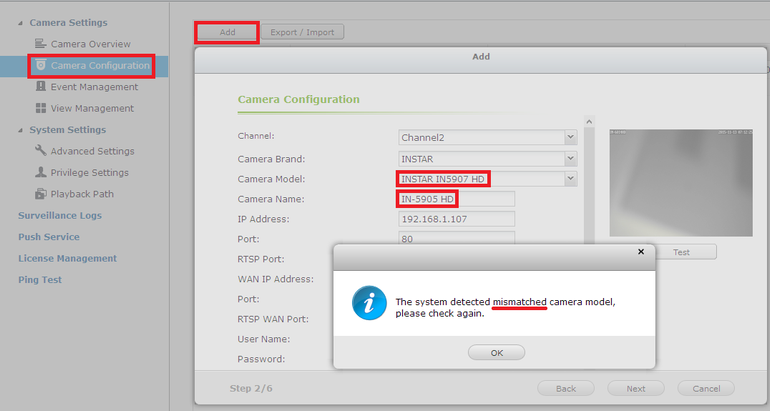 Camera Settings
Camera Overview
Camera Configuration
Event Management
View Management
System Settings
Advanced Settings
Privilege Settings
Playback Path
Surveillance Logs
Push Service
License Management
Ping Test
Add
Export / Import
Add
Camera Configuration
Channel:
Channel2
Camera Brand:
INSTAR
Camera Model:
INSTAR IN5907 HD
Camera Name:
IN-5905 HD
IP Address:
192.168.1.107
Port:
80
Test
RTSP Port:
WAN IP Address:
Port:
RTSP WAN Port:
User Name:
Password:
The system detected mismatched camera model,
please check again.
OK
Step 2/6
Back
Next
Cancel